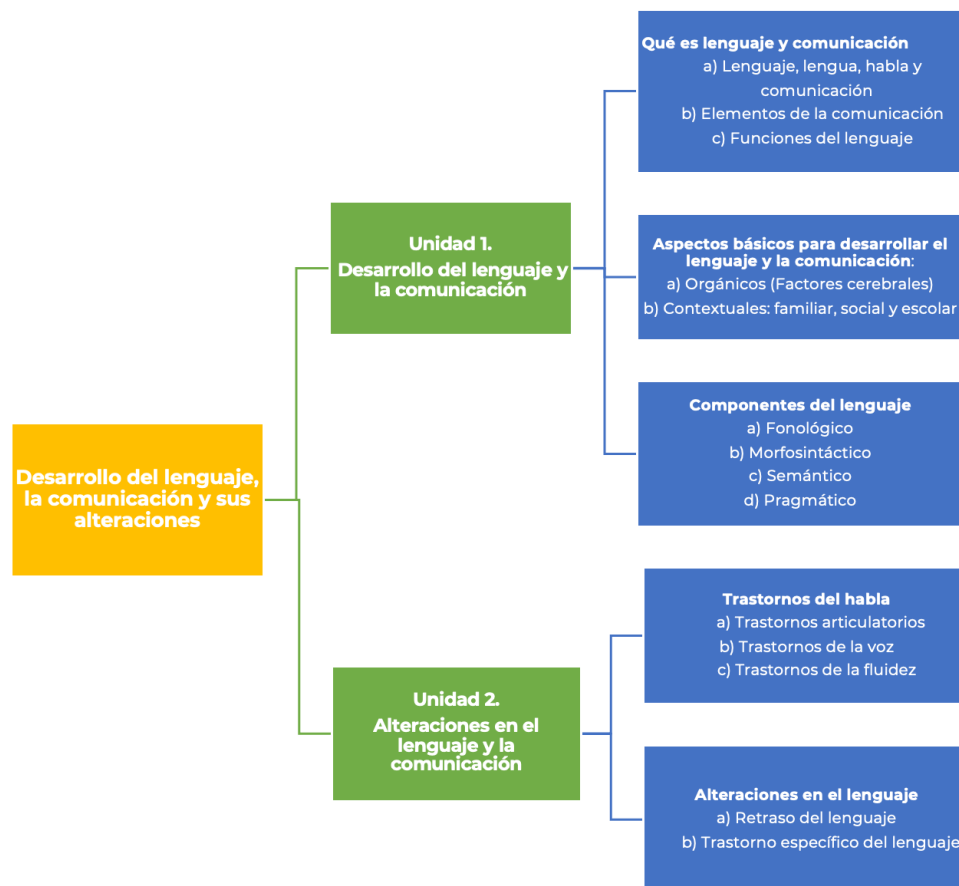 Desarrollo del lenguaje,
la comunicación y sus
alteraciones
Unidad 1.
Desarrollo del lenguaje y
la comunicación
Qué es lenguaje y comunicación
a) Lenguaje, lengua, habla y
comunicación
b) Elementos de la comunicación
c) Funciones del lenguaje
Aspectos básicos para desarrollar el
lenguaje y la comunicación:
a) Orgánicos (Factores cerebrales)
b) Contextuales: familiar, social y escolar
Componentes del lenguaje
a) Fonológico
b) Morfosintáctico
c) Semántico
d) Pragmático
Unidad 2.
Alteraciones en el
lenguaje y la
comunicación
Trastornos del habla
a) Trastornos articulatorios
b) Trastornos de la voz
c) Trastornos de la fluidez
Alteraciones en el lenguaje
a) Retraso del lenguaje
b) Trastorno específico del lenguaje